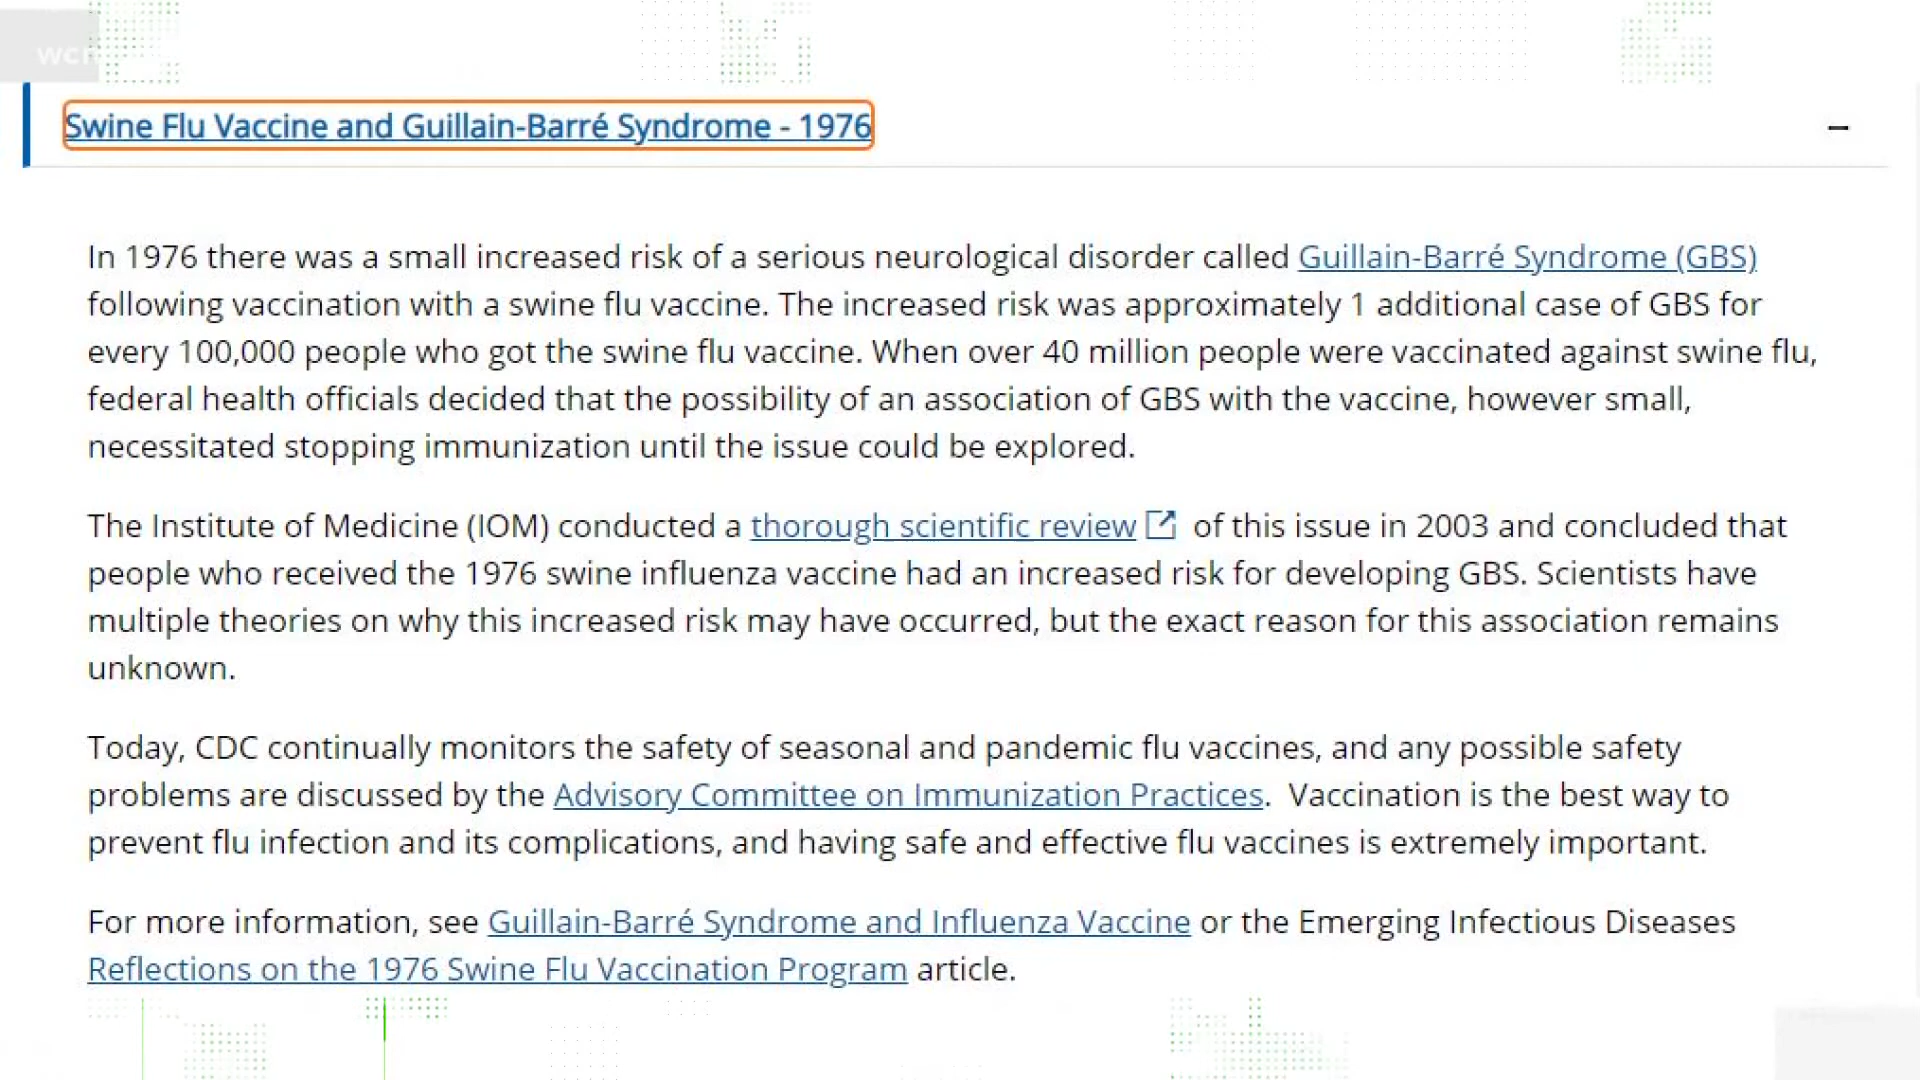 wcn
Swine Flu Vaccine and Guillain-Barré Syndrome - 1976
In 1976 there was a small increased risk of a serious neurological disorder called Guillain-Barré Syndrome (GBS)
following vaccination with a swine flu vaccine. The increased risk was approximately 1 additional case of GBS for
every 100,000 people who got the swine flu vaccine. When over 40 million people were vaccinated against swine flu,
federal health officials decided that the possibility of an association of GBS with the vaccine, however small,
necessitated stopping immunization until the issue could be explored.
The Institute of Medicine (IOM) conducted a thorough scientific review of this issue in 2003 and concluded that
people who received the 1976 swine influenza vaccine had an increased risk for developing GBS. Scientists have
multiple theories on why this increased risk may have occurred, but the exact reason for this association remains
unknown.
Today, CDC continually monitors the safety of seasonal and pandemic flu vaccines, and any possible safety
problems are discussed by the Advisory Committee on Immunization Practices. Vaccination is the best way to
prevent flu infection and its complications, and having safe and effective flu vaccines is extremely important.
For more information, see Guillain-Barré Syndrome and Influenza Vaccine or the Emerging Infectious Diseases
Reflections on the 1976 Swine Flu Vaccination Program article.